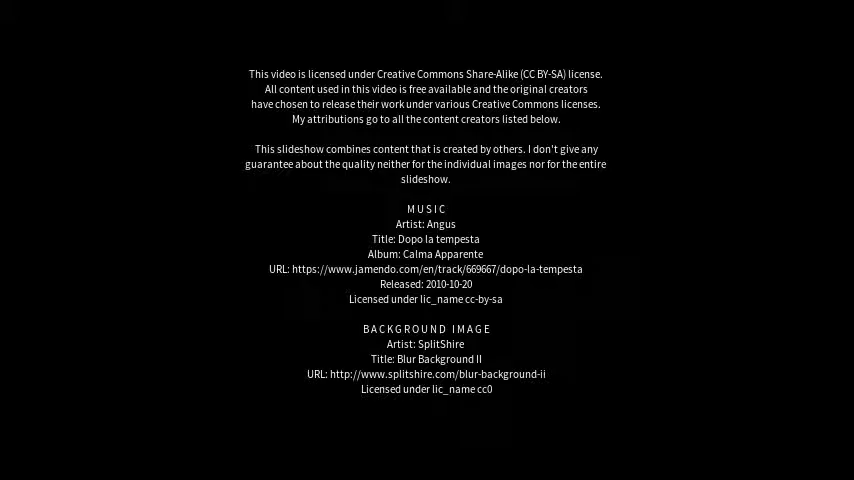 This video is licensed under Creative Commons Share-Alike (CC BY-SA) license.
All content used in this video is free available and the original creators
have chosen to release their work under various Creative Commons licenses.
My attributions go to all the content creators listed below.
This slideshow combines content that is created by others. I don't give any
guarantee about the quality neither for the individual images nor for the entire
slideshow.
MUSIC
Artist: Angus
Title: Dopo la tempesta
Album: Calma Apparente
URL: https://www.jamendo.com/en/track/669667/dopo-la-tempesta
Released: 2010-10-20
Licensed under lic_name cc-by-sa
BACKGROUND IMAGE
Artist: SplitShire
Title: Blur Background II
URL: http://www.splitshire.com/blur-background-ii
Licensed under lic_name cc0